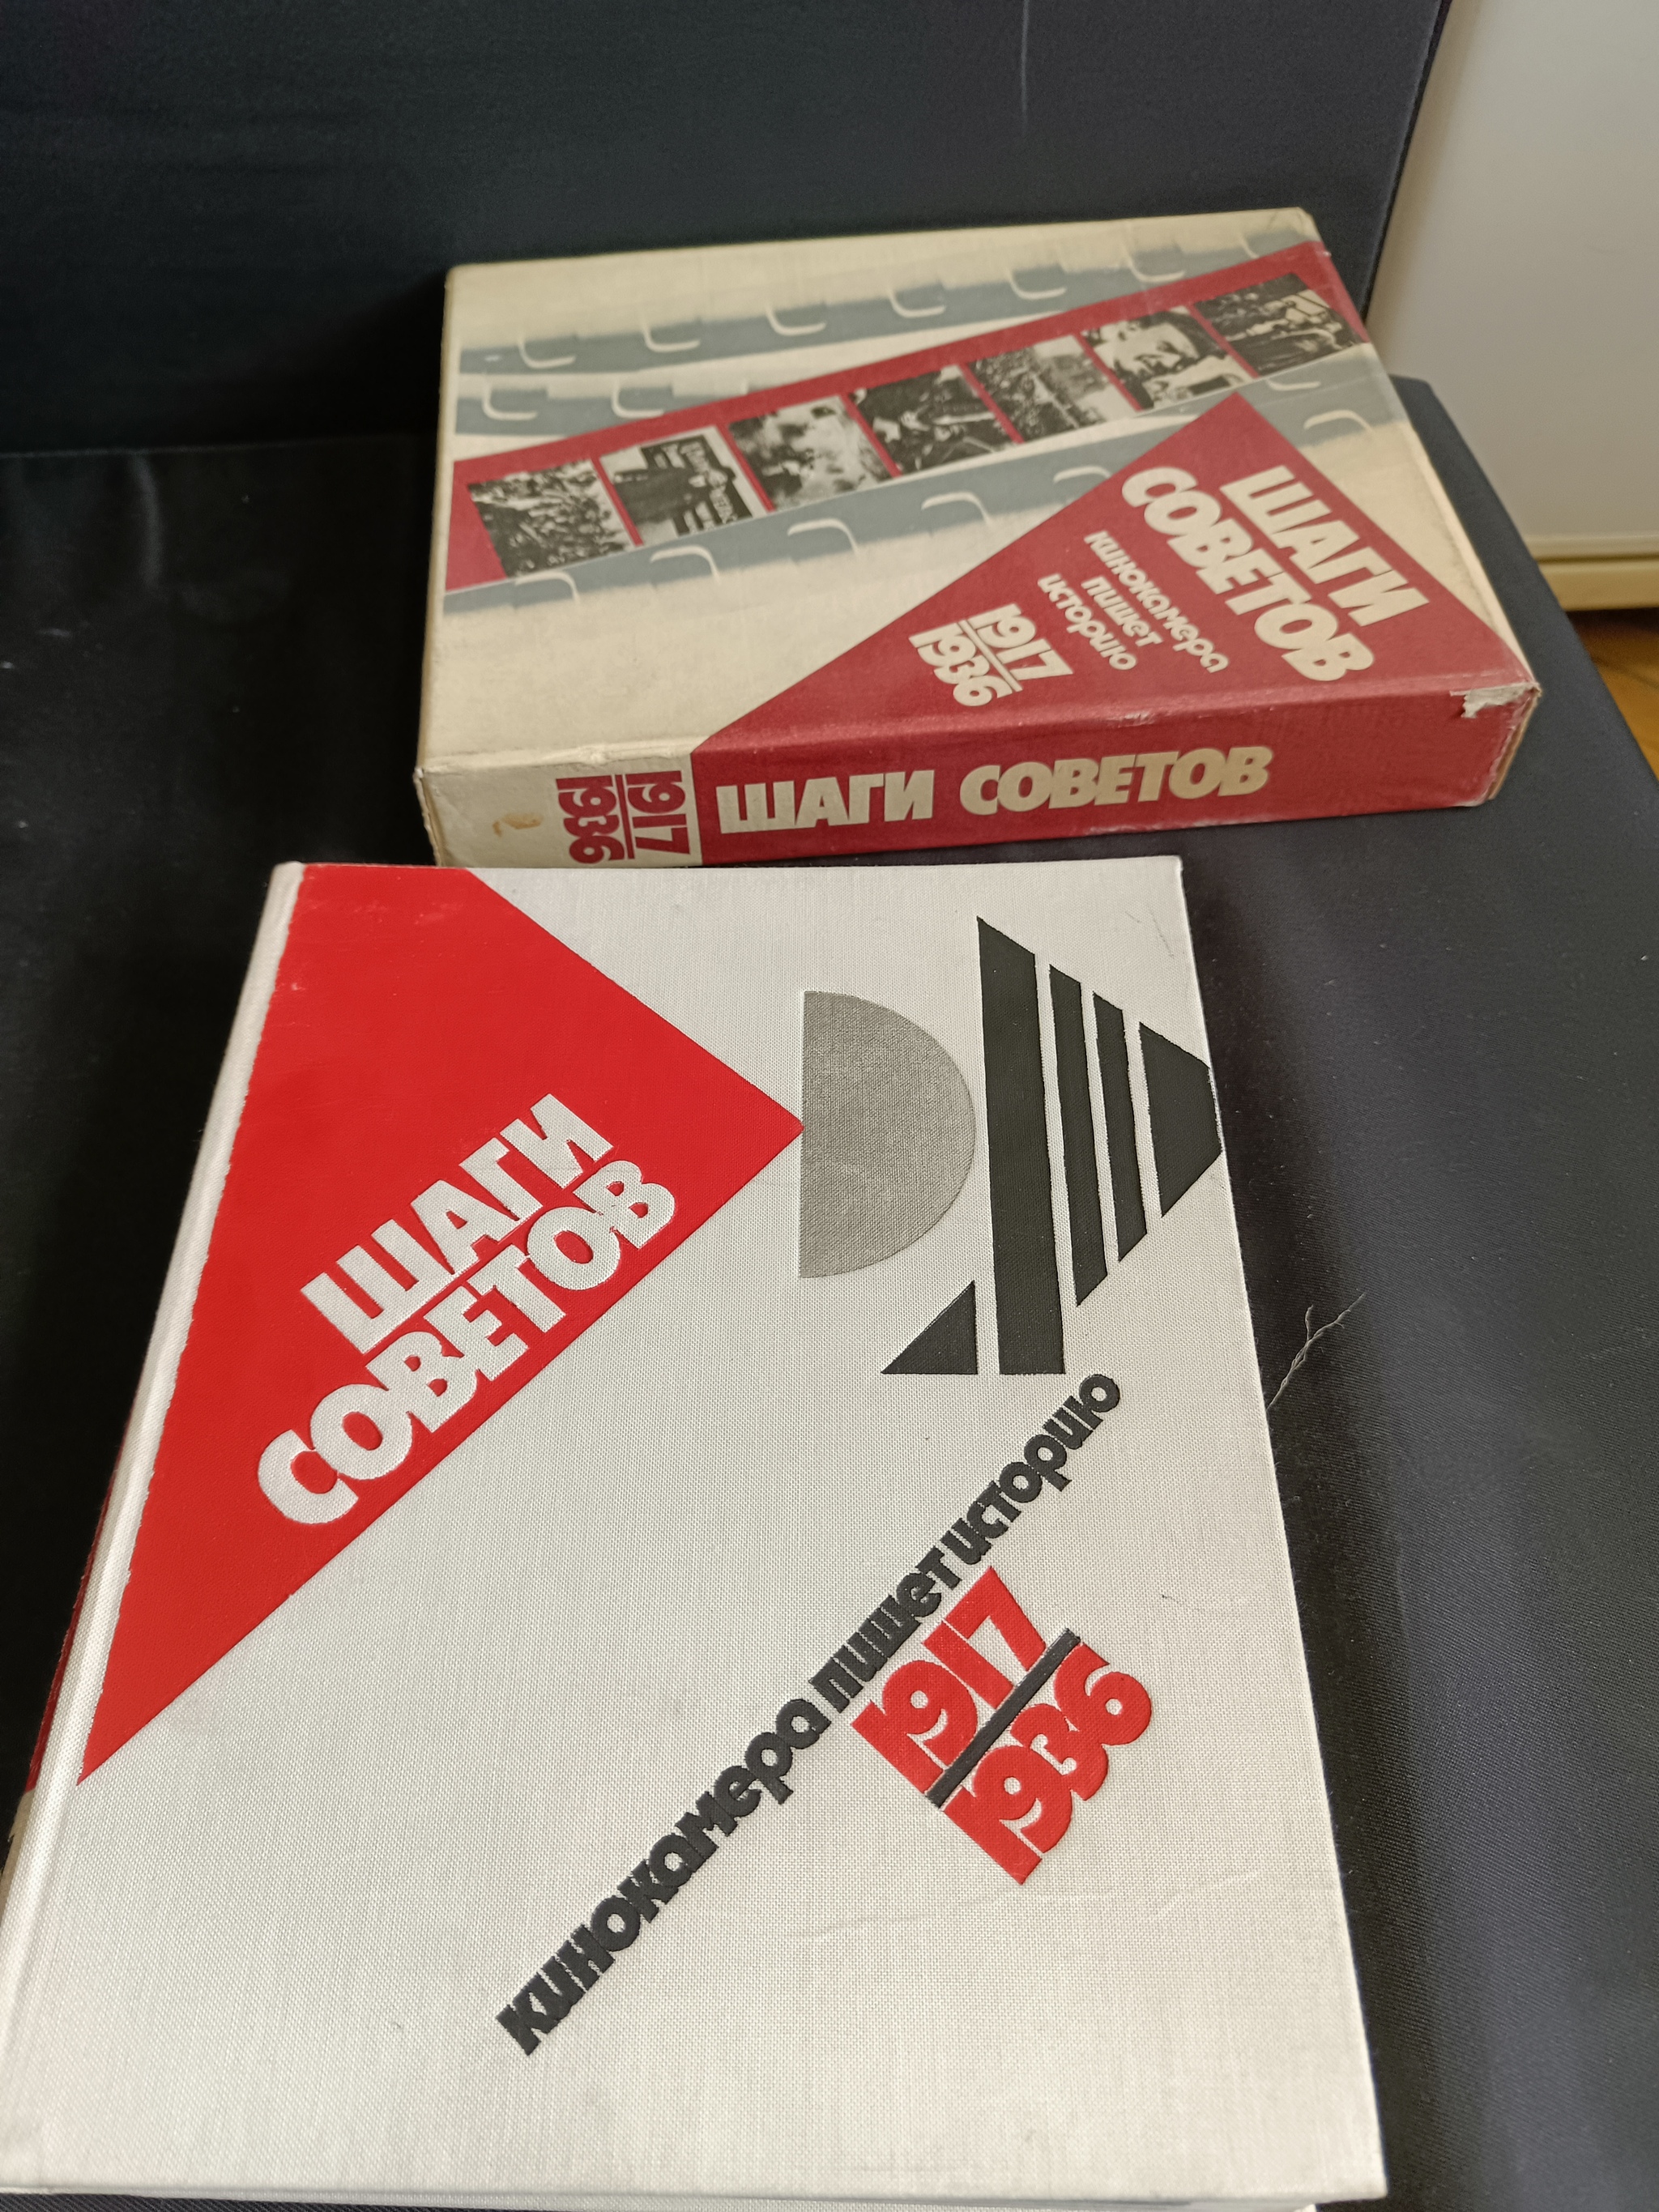 ШАГИ
СОВЕТОВ
кинокамера
пишет
историю
1917
1936
1917
1936
ШАГИ СОВЕТОВ
ШАГИ
СОВЕТОВ
кинокамера пишет историю
1917
1936